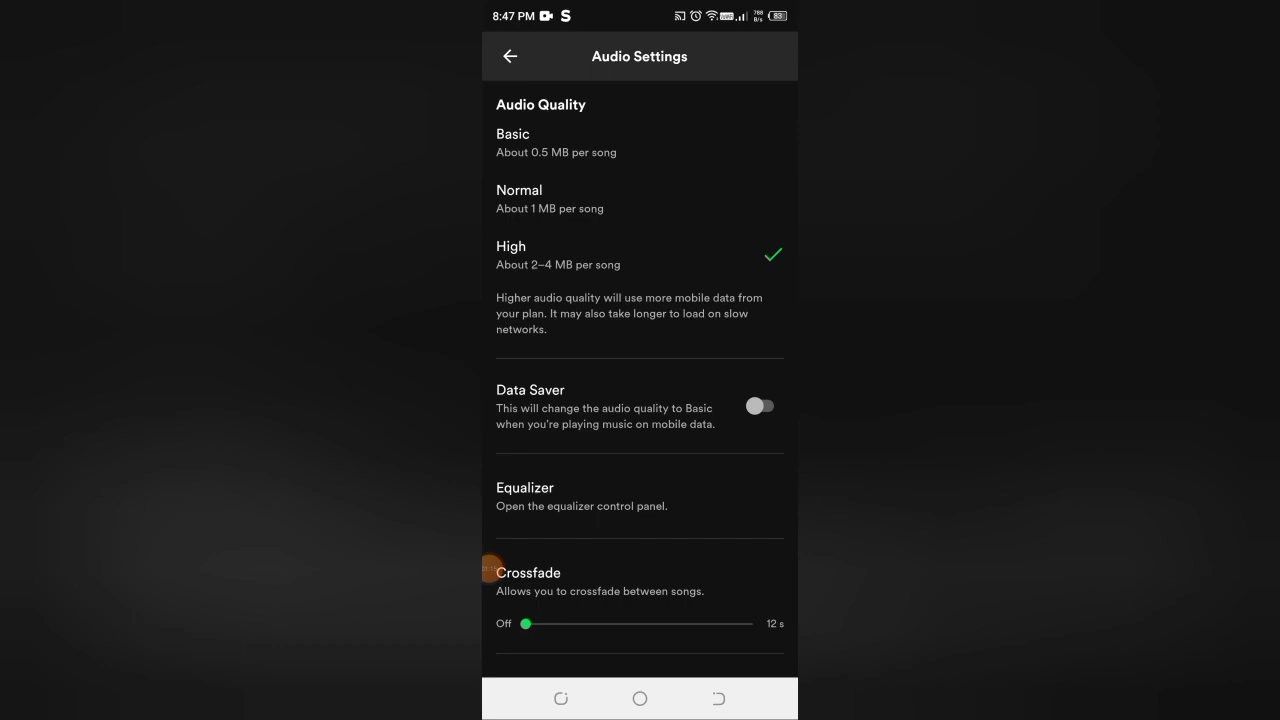 8:47 PM S 788 B/s 83
Audio Settings
Audio Quality
Basic
About 0.5 MB per song
Normal
About 1 MB per song
High
About 2–4 MB per song
Higher audio quality will use more mobile data from
your plan. It may also take longer to load on slow
networks.
Data Saver
This will change the audio quality to Basic
when you're playing music on mobile data.
Equalizer
Open the equalizer control panel.
Crossfade
Allows you to crossfade between songs.
Off 12 s